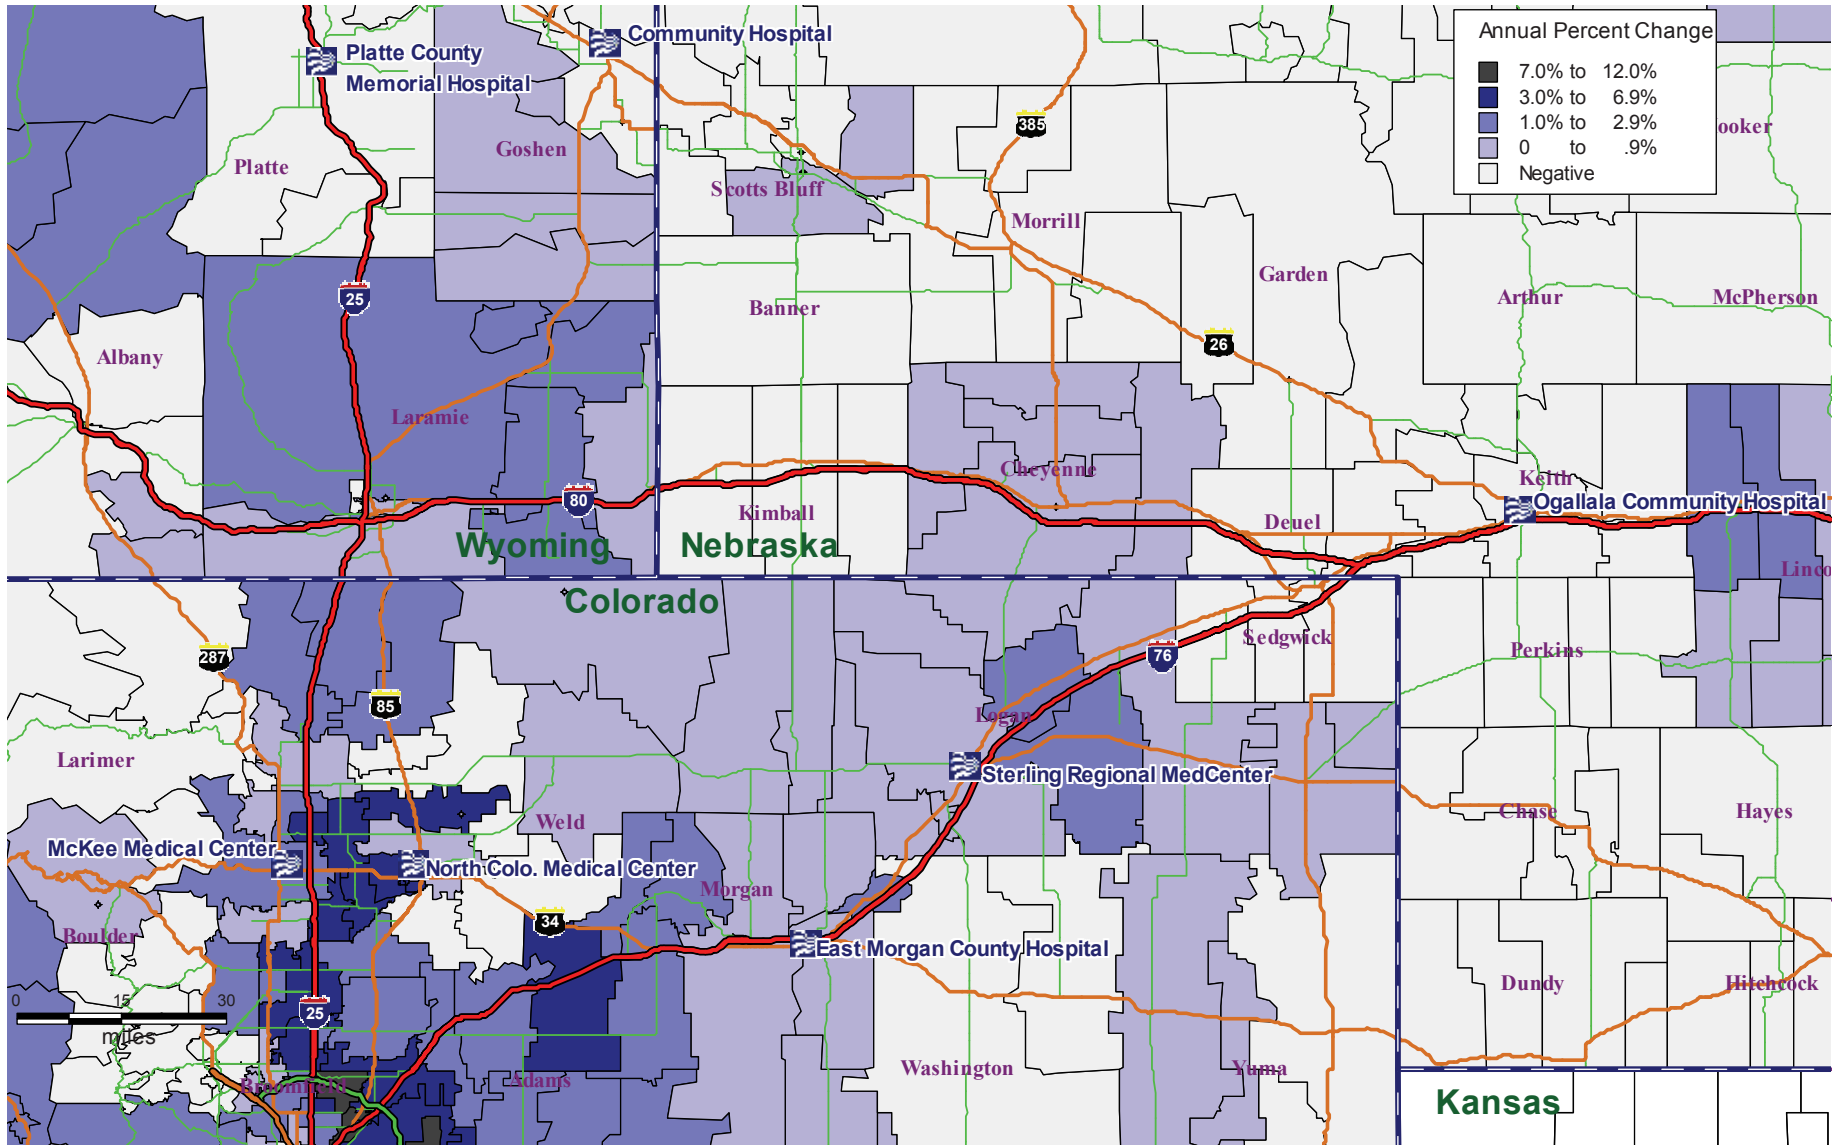 Community Hospital
Platte County
Memorial Hospital
Annual Percent Change
7.0% to 12.0%
3.0% to 6.9%
1.0% to 2.9%
0 to .9%
Negative
ooker
385
Goshen
Platte
Scotts Bluff
Morrill
Garden
25
Banner
Arthur
McPherson
26
Albany
Laramie
Cheyenne
Keith
80
Ogallala Community Hospital
Kimball
Deuel
Wyoming
Nebraska
Linco
Colorado
Sedgwick
287
76
Perkins
85
Logan
Larimer
Sterling Regional MedCenter
Weld
Chase
Hayes
McKee Medical Center
North Colo. Medical Center
Morgan
34
Boulder
East Morgan County Hospital
Dundy
Hitchcock
0 15 30
miles
25
Washington
Yuma
Adams
Broomfield
Kansas